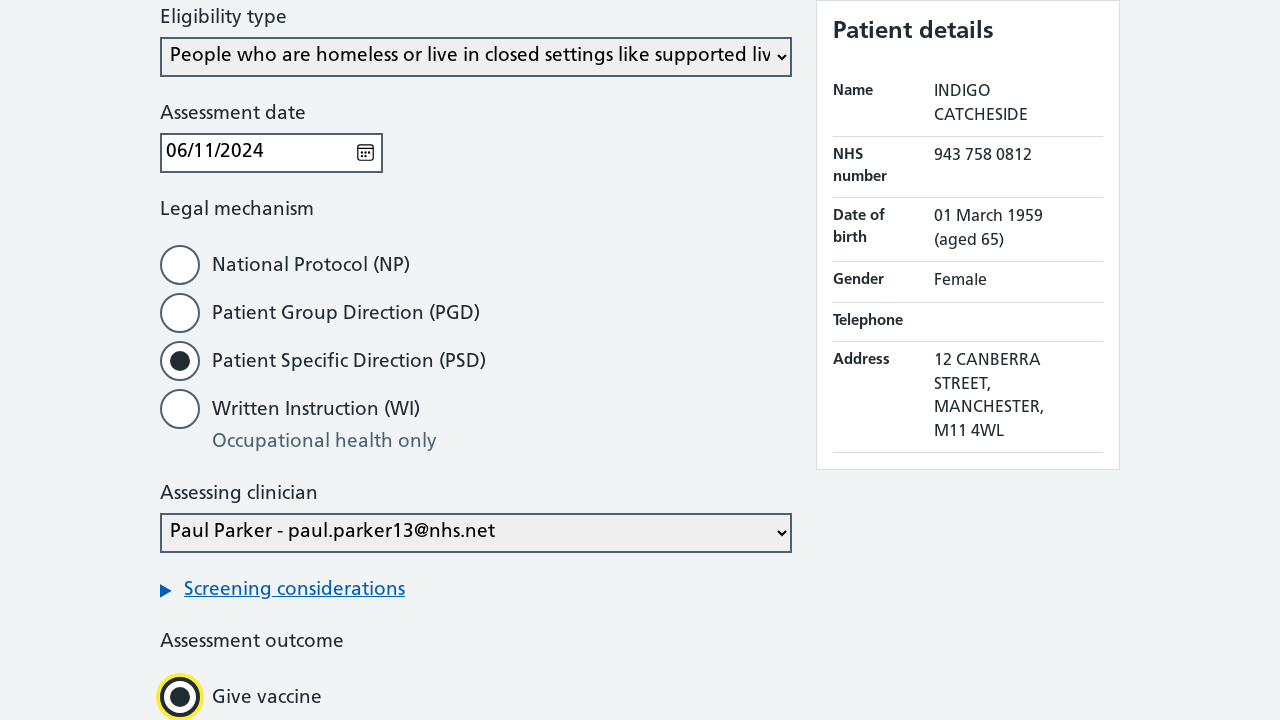 Eligibility type
People who are homeless or live in closed settings like supported liv
Assessment date
06/11/2024
Legal mechanism
National Protocol (NP)
Patient Group Direction (PGD)
Patient Specific Direction (PSD)
Written Instruction (WI)
Occupational health only
Assessing clinician
Paul Parker - paul.parker13@nhs.net
Screening considerations
Assessment outcome
Give vaccine
Patient details
Name
INDIGO
CATCHESIDE
NHS
number
943 758 0812
Date of
birth
01 March 1959
(aged 65)
Gender
Female
Telephone
Address
12 CANBERRA
STREET,
MANCHESTER,
M11 4WL